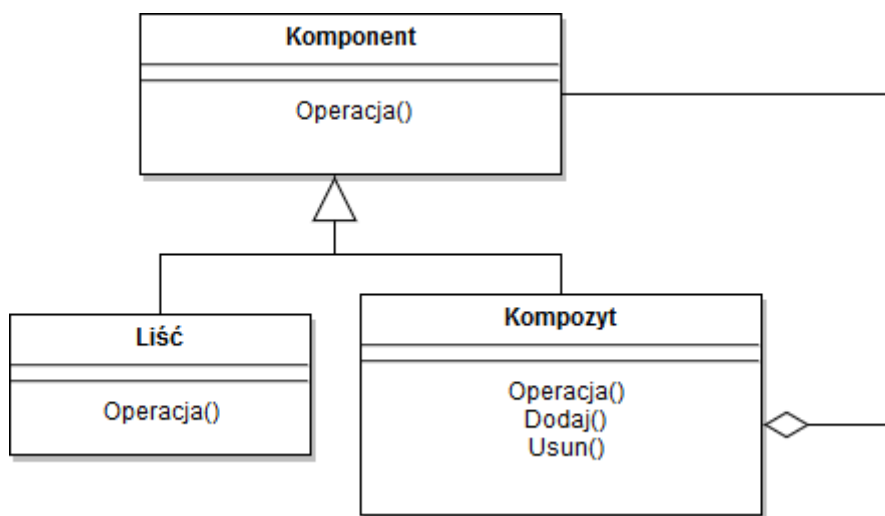 Komponent
Operacja()
Liść
Operacja()
Kompozyt
Operacja()
Dodaj()
Usun()